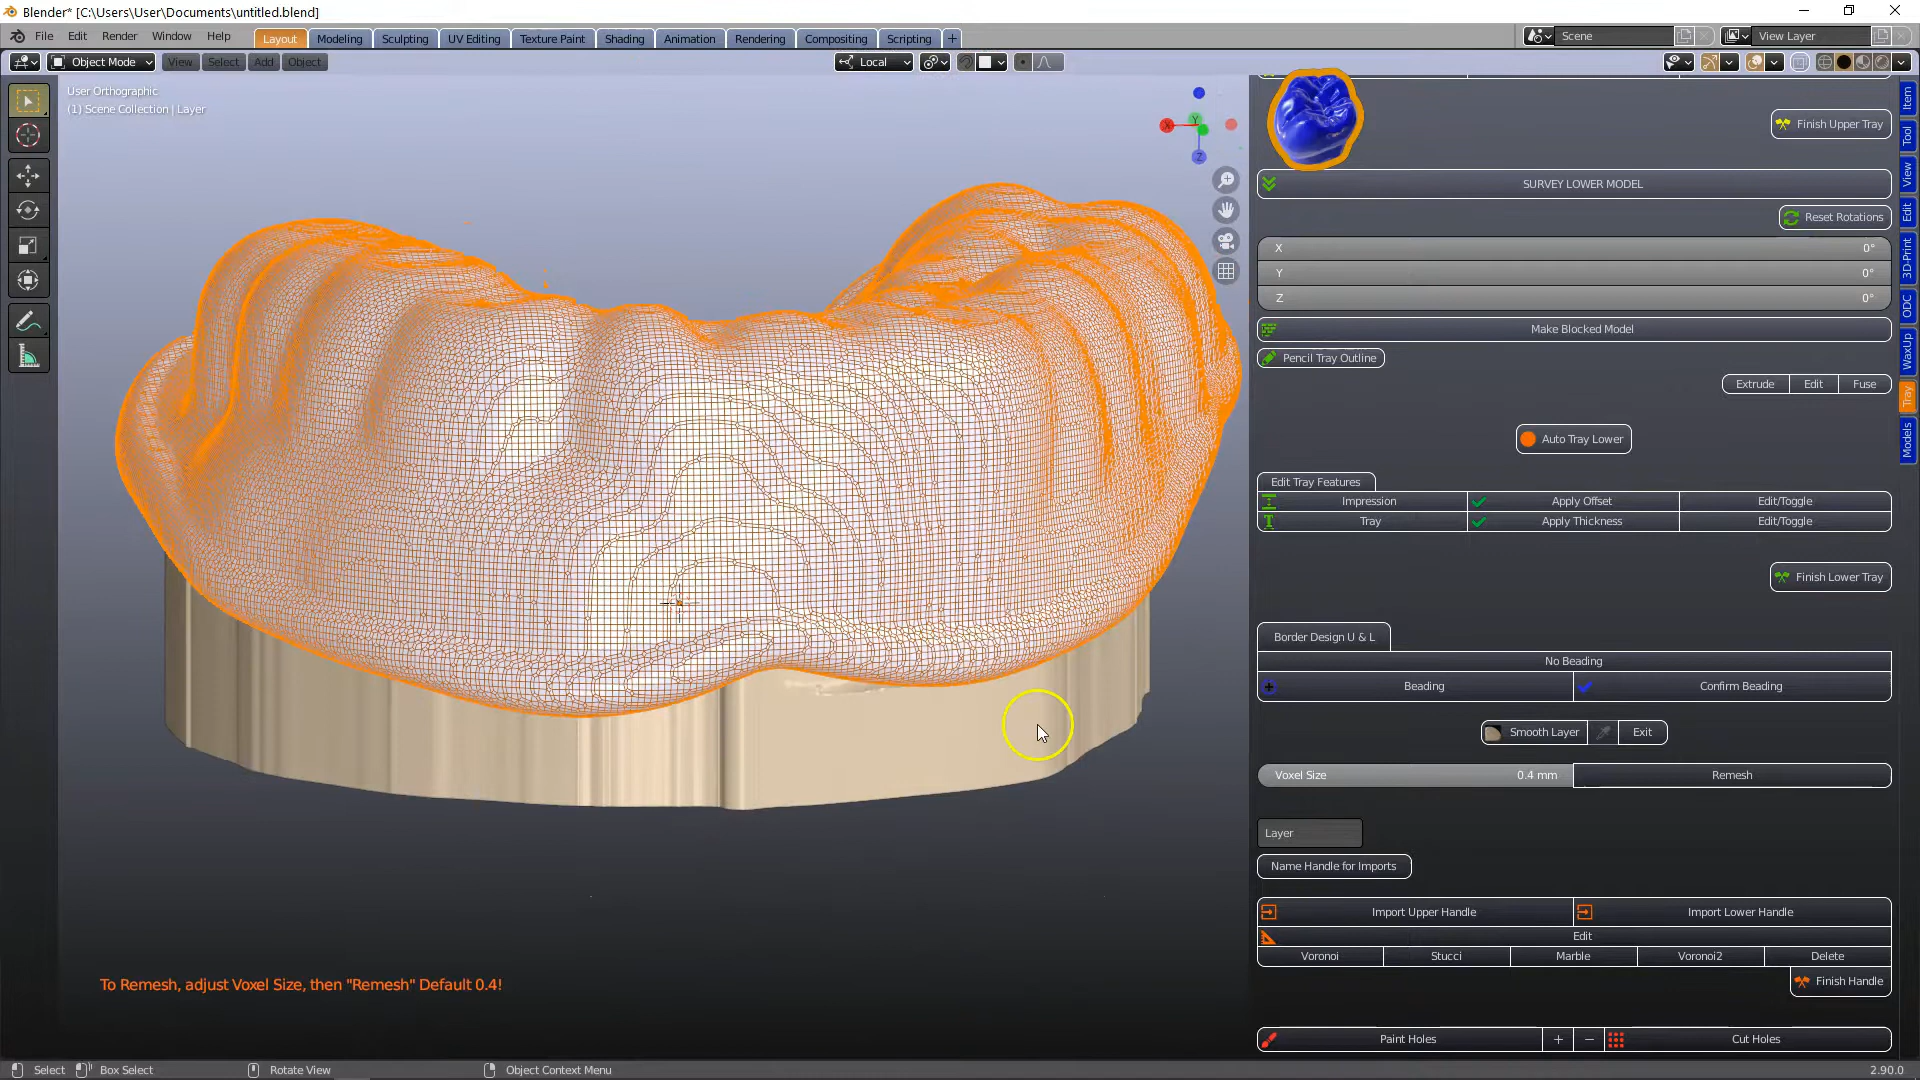 Blender* [C:\Users\User\Documents\untitled.blend]
File Edit Render Window Help Layout Modeling Sculpting UV Editing Texture Paint Shading Animation Rendering Compositing Scripting + Scene View Layer
Object Mode View Select Add Object Local
User Orthographic
(1) Scene Collection | Layer
X Y Z
Finish Upper Tray
SURVEY LOWER MODEL
Reset Rotations
X 0°
Y 0°
Z 0°
Make Blocked Model
Pencil Tray Outline
Extrude Edit Fuse
Auto Tray Lower
Edit Tray Features
Impression Apply Offset Edit/Toggle
Tray Apply Thickness Edit/Toggle
Finish Lower Tray
Border Design U & L
No Beading
Beading Confirm Beading
Smooth Layer Exit
Voxel Size 0.4 mm Remesh
Layer
Name Handle for Imports
Import Upper Handle Import Lower Handle
Edit
Voronoi Stucci Marble Voronoi2 Delete
Finish Handle
Paint Holes + − Cut Holes
Item
Tool
View
Edit
3D-Print
ODC
WaxUp
Tray
Models
To Remesh, adjust Voxel Size, then "Remesh" Default 0.4!
Select Box Select Rotate View Object Context Menu 2.90.0